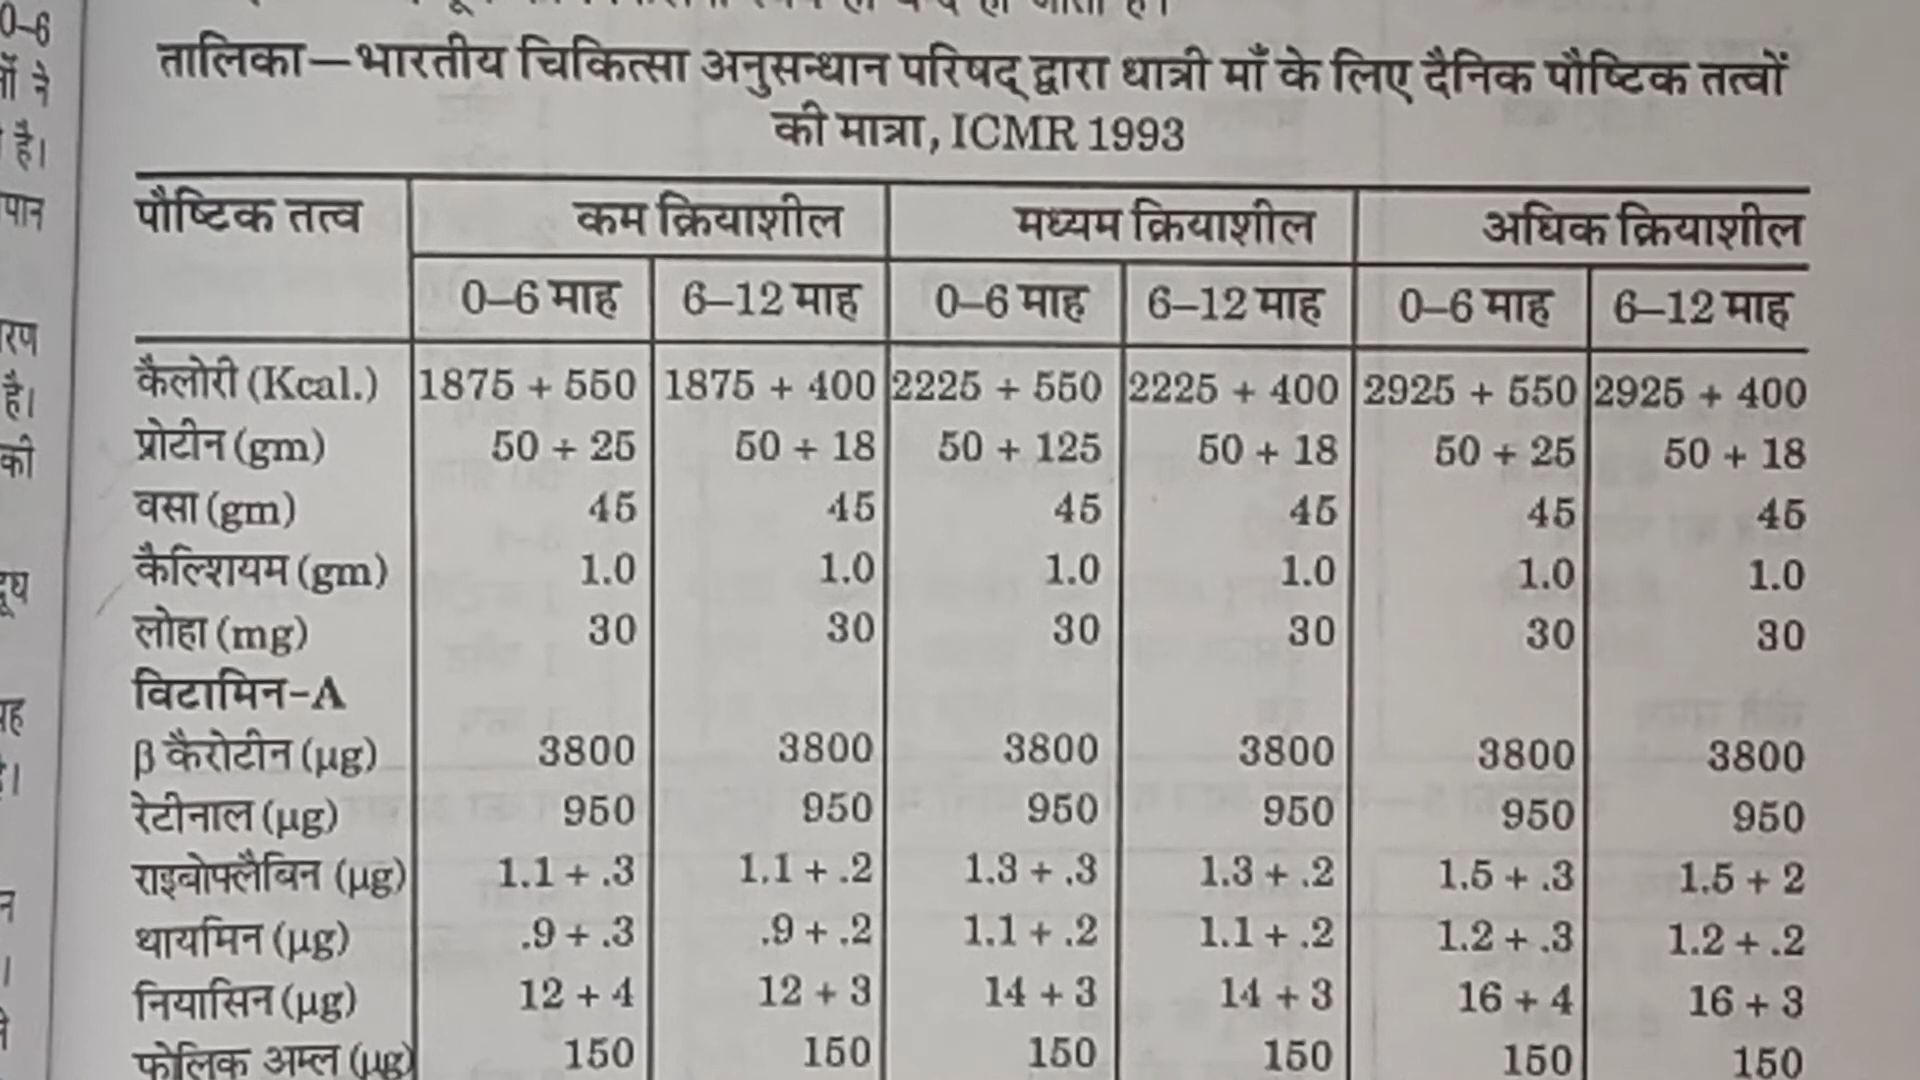 0–6
ने
है।
पान
रण
है।
की
दूध
यह
न
तालिका—भारतीय चिकित्सा अनुसन्धान परिषद् द्वारा धात्री माँ के लिए दैनिक पौष्टिक तत्वों
की मात्रा, ICMR 1993
पौष्टिक तत्व कम क्रियाशील मध्यम क्रियाशील अधिक क्रियाशील
0–6 माह 6–12 माह 0–6 माह 6–12 माह 0–6 माह 6–12 माह
कैलोरी (Kcal.) 1875 + 550 1875 + 400 2225 + 550 2225 + 400 2925 + 550 2925 + 400
प्रोटीन (gm) 50 + 25 50 + 18 50 + 125 50 + 18 50 + 25 50 + 18
वसा (gm) 45 45 45 45 45 45
कैल्शियम (gm) 1.0 1.0 1.0 1.0 1.0 1.0
लोहा (mg) 30 30 30 30 30 30
विटामिन-A
β कैरोटीन (µg) 3800 3800 3800 3800 3800 3800
रेटीनाल (µg) 950 950 950 950 950 950
राइबोफ्लैबिन (µg) 1.1 + .3 1.1 + .2 1.3 + .3 1.3 + .2 1.5 + .3 1.5 + 2
थायमिन (µg) .9 + .3 .9 + .2 1.1 + .2 1.1 + .2 1.2 + .3 1.2 + .2
नियासिन (µg) 12 + 4 12 + 3 14 + 3 14 + 3 16 + 4 16 + 3
फोलिक अम्ल (µg) 150 150 150 150 150 150